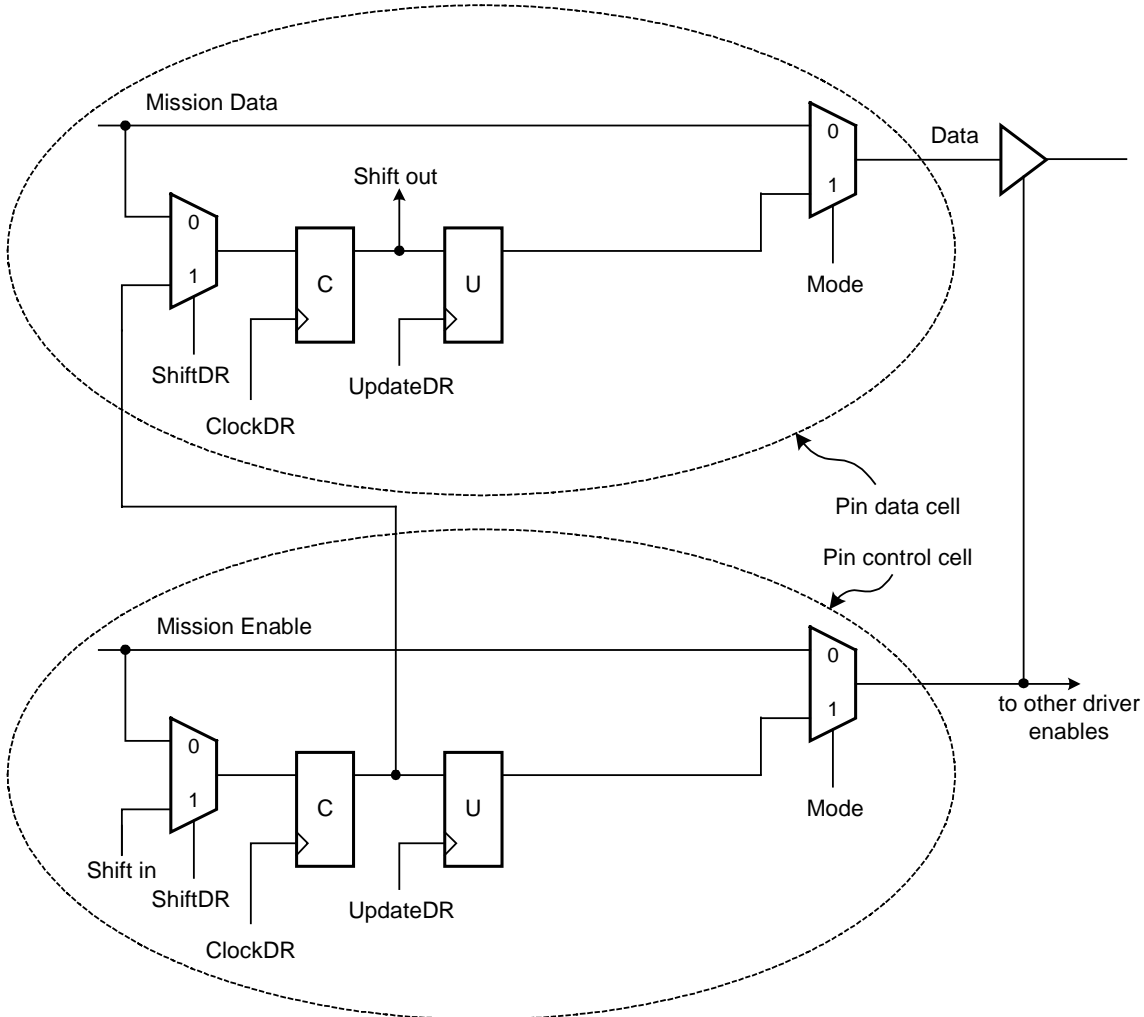 Mission Data
0
Data
Shift out
0
1
1
C
U
Mode
ShiftDR
UpdateDR
ClockDR
Pin data cell
Pin control cell
Mission Enable
0
to other driver
enables
1
0
1
C
U
Mode
Shift in
ShiftDR
UpdateDR
ClockDR